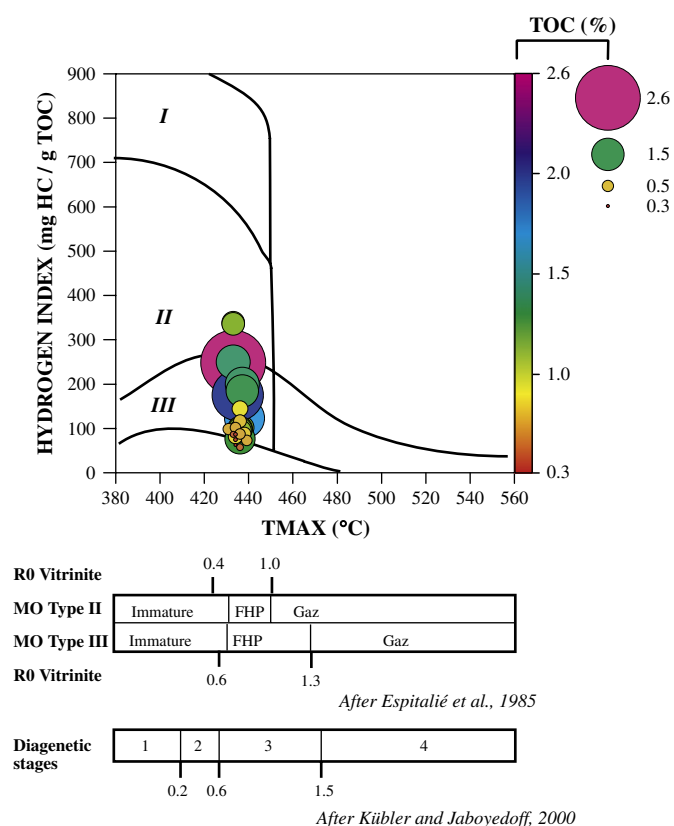 TOC (%)
HYDROGEN INDEX (mg HC / g TOC)
900
800
700
600
500
400
300
200
100
0
I
II
III
380 400 420 440 460 480 500 520 540 560
TMAX (°C)
2.6
2.0
1.5
1.0
0.3
2.6
1.5
0.5
0.3
0.4 1.0
R0 Vitrinite
MO Type II Immature FHP Gaz
MO Type III Immature FHP Gaz
R0 Vitrinite 0.6 1.3
After Espitalié et al., 1985
Diagenetic stages 1 2 3 4
0.2 0.6 1.5
After Kübler and Jaboyedoff, 2000